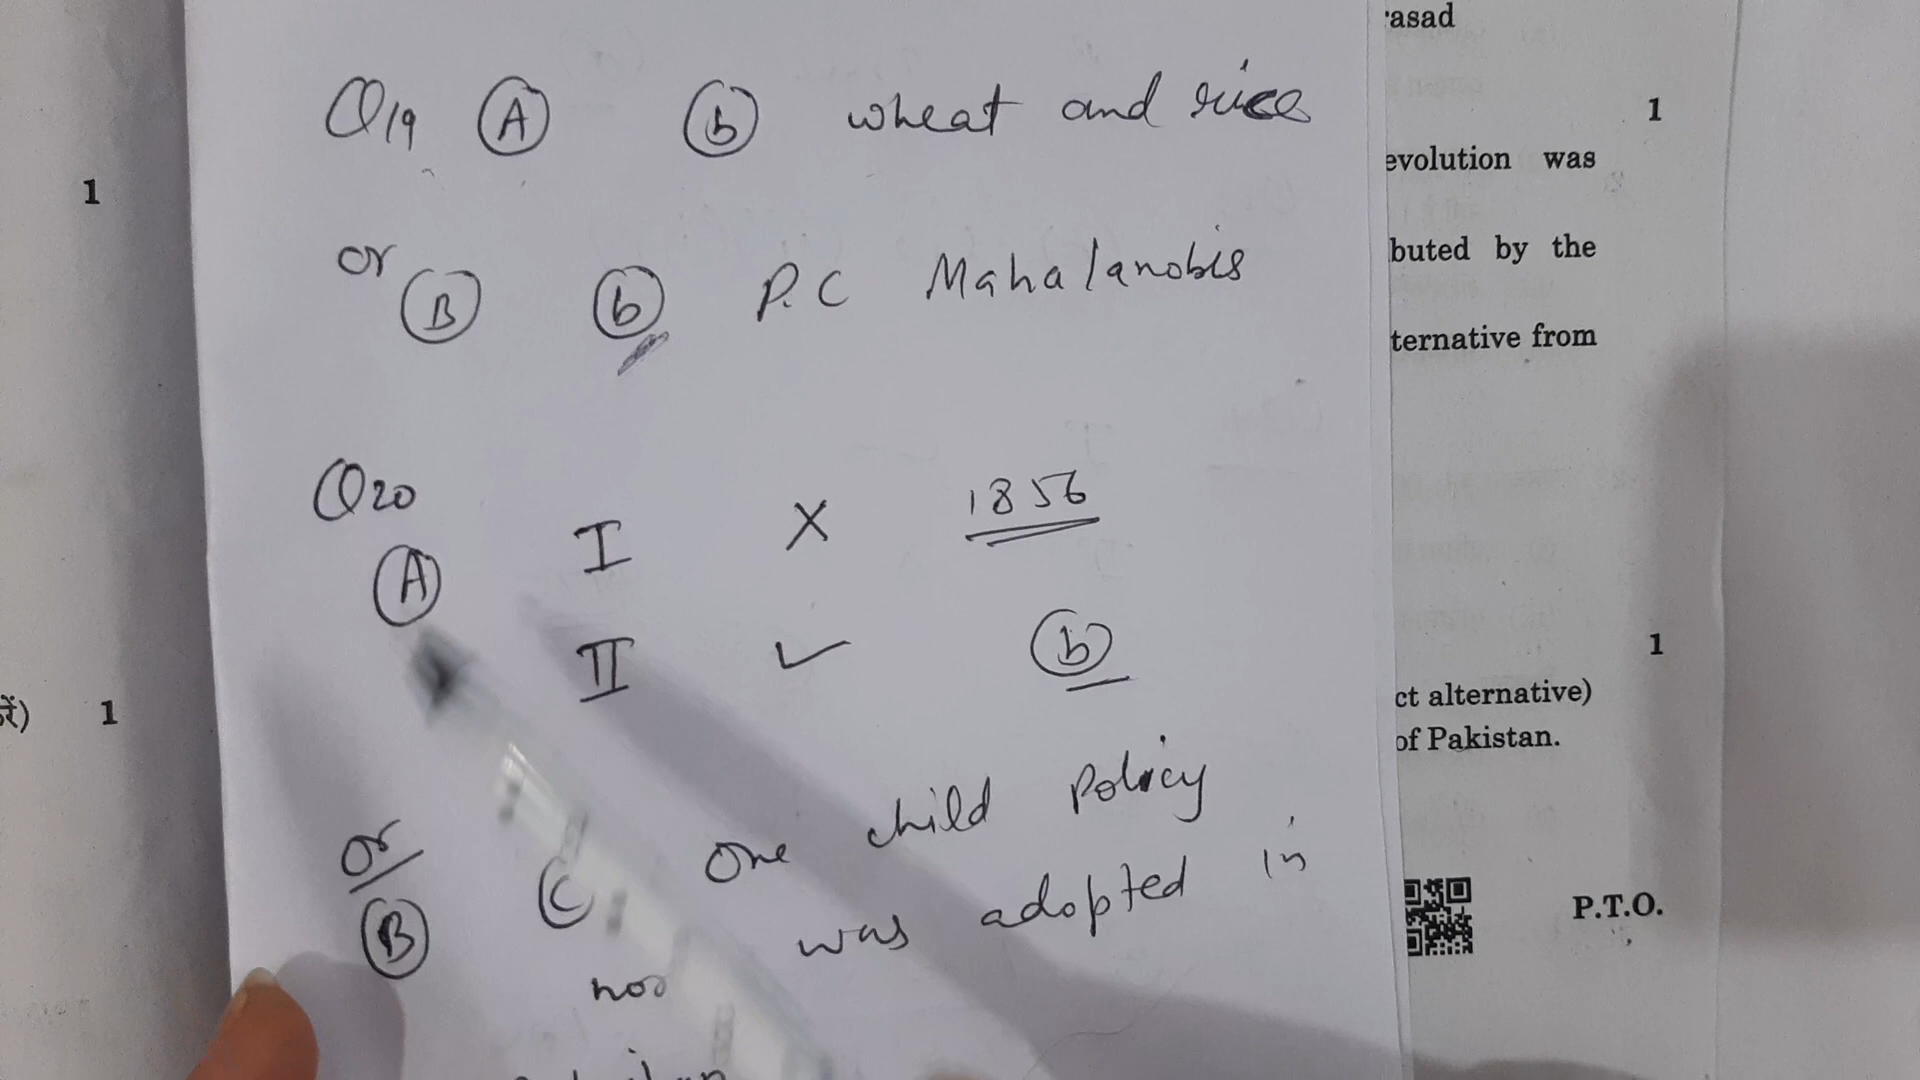 Q19 A b wheat and rice
or B b P.C Mahalanobis
Q20
A I X 1856
II ✓ b
or
B C One child Policy
was adopted in
1
रें) 1
asad
1
evolution was
buted by the
ternative from
1
ct alternative)
of Pakistan.
P.T.O.